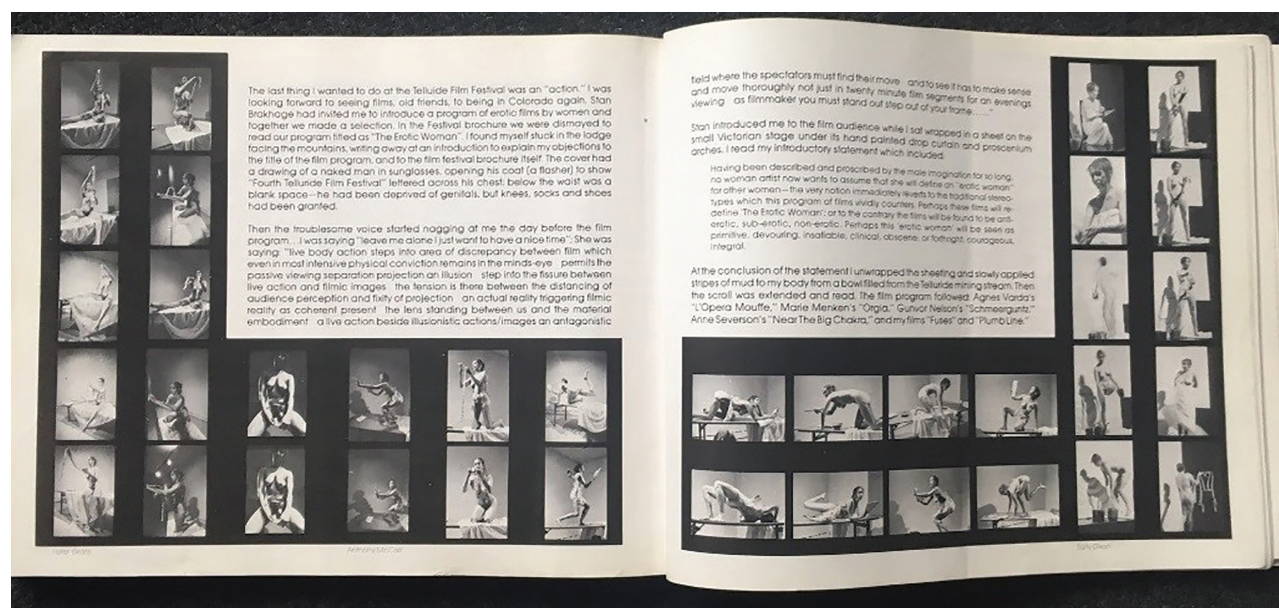 The last thing I wanted to do at the Telluride Film Festival was an "action." I was
looking forward to seeing films, old friends, to being in Colorado again. Stan
Brakhage had invited me to introduce a program of erotic films by women and
together we made a selection. In the Festival brochure we were dismayed to
read our program titled as "The Erotic Woman". I found myself stuck in the lodge
facing the mountains, writing away at an introduction to explain my objections to
the title of the film program, and to the film festival brochure itself. The cover had
a drawing of a naked man in sunglasses, opening his coat (a flasher) to show
"Fourth Telluride Film Festival" lettered across his chest; below the waist was a
blank space—he had been deprived of genitals, but knees, socks and shoes
had been granted.
Then the troublesome voice started nagging at me the day before the film
program...I was saying "leave me alone I just want to have a nice time"; She was
saying: "live body action steps into area of discrepancy between film which
even in most intensive physical conviction remains in the minds-eye permits the
passive viewing separation projection an illusion step into the fissure between
live action and filmic images the tension is there between the distancing of
audience perception and fixity of projection an actual reality triggering filmic
reality as coherent present the lens standing between us and the material
embodiment a live action beside illusionistic actions/images an antagonistic
Anthony McCall
field where the spectators must find their move and to see it has to make sense
and move thoroughly not just in twenty minute film segments for an evenings
viewing as filmmaker you must stand out step out of your frame......"
Stan introduced me to the film audience while I sat wrapped in a sheet on the
small Victorian stage under its hand painted drop curtain and proscenium
arches. I read my introductory statement which included:
Having been described and proscribed by the male imagination for so long,
no woman artist now wants to assume that she will define an "erotic woman"
for other women—the very notion immediately reverts to the traditional stereo-
types which this program of films vividly counters. Perhaps these films will re-
define 'The Erotic Woman'; or to the contrary the films will be found to be anti-
erotic, sub-erotic, non-erotic. Perhaps this 'erotic woman' will be seen as
primitive, devouring, insatiable, clinical, obscene, or forthright, courageous,
integral.
At the conclusion of the statement I unwrapped the sheeting and slowly applied
stripes of mud to my body from a bowl filled from the Telluride mining stream. Then
the scroll was extended and read. The film program followed: Agnes Varda's
"L'Opera Mouffe," Marie Menken's "Orgia," Gunvor Nelson's "Schmeerguntz,"
Anne Severson's "Near The Big Chakra," and my films "Fuses" and "Plumb Line."